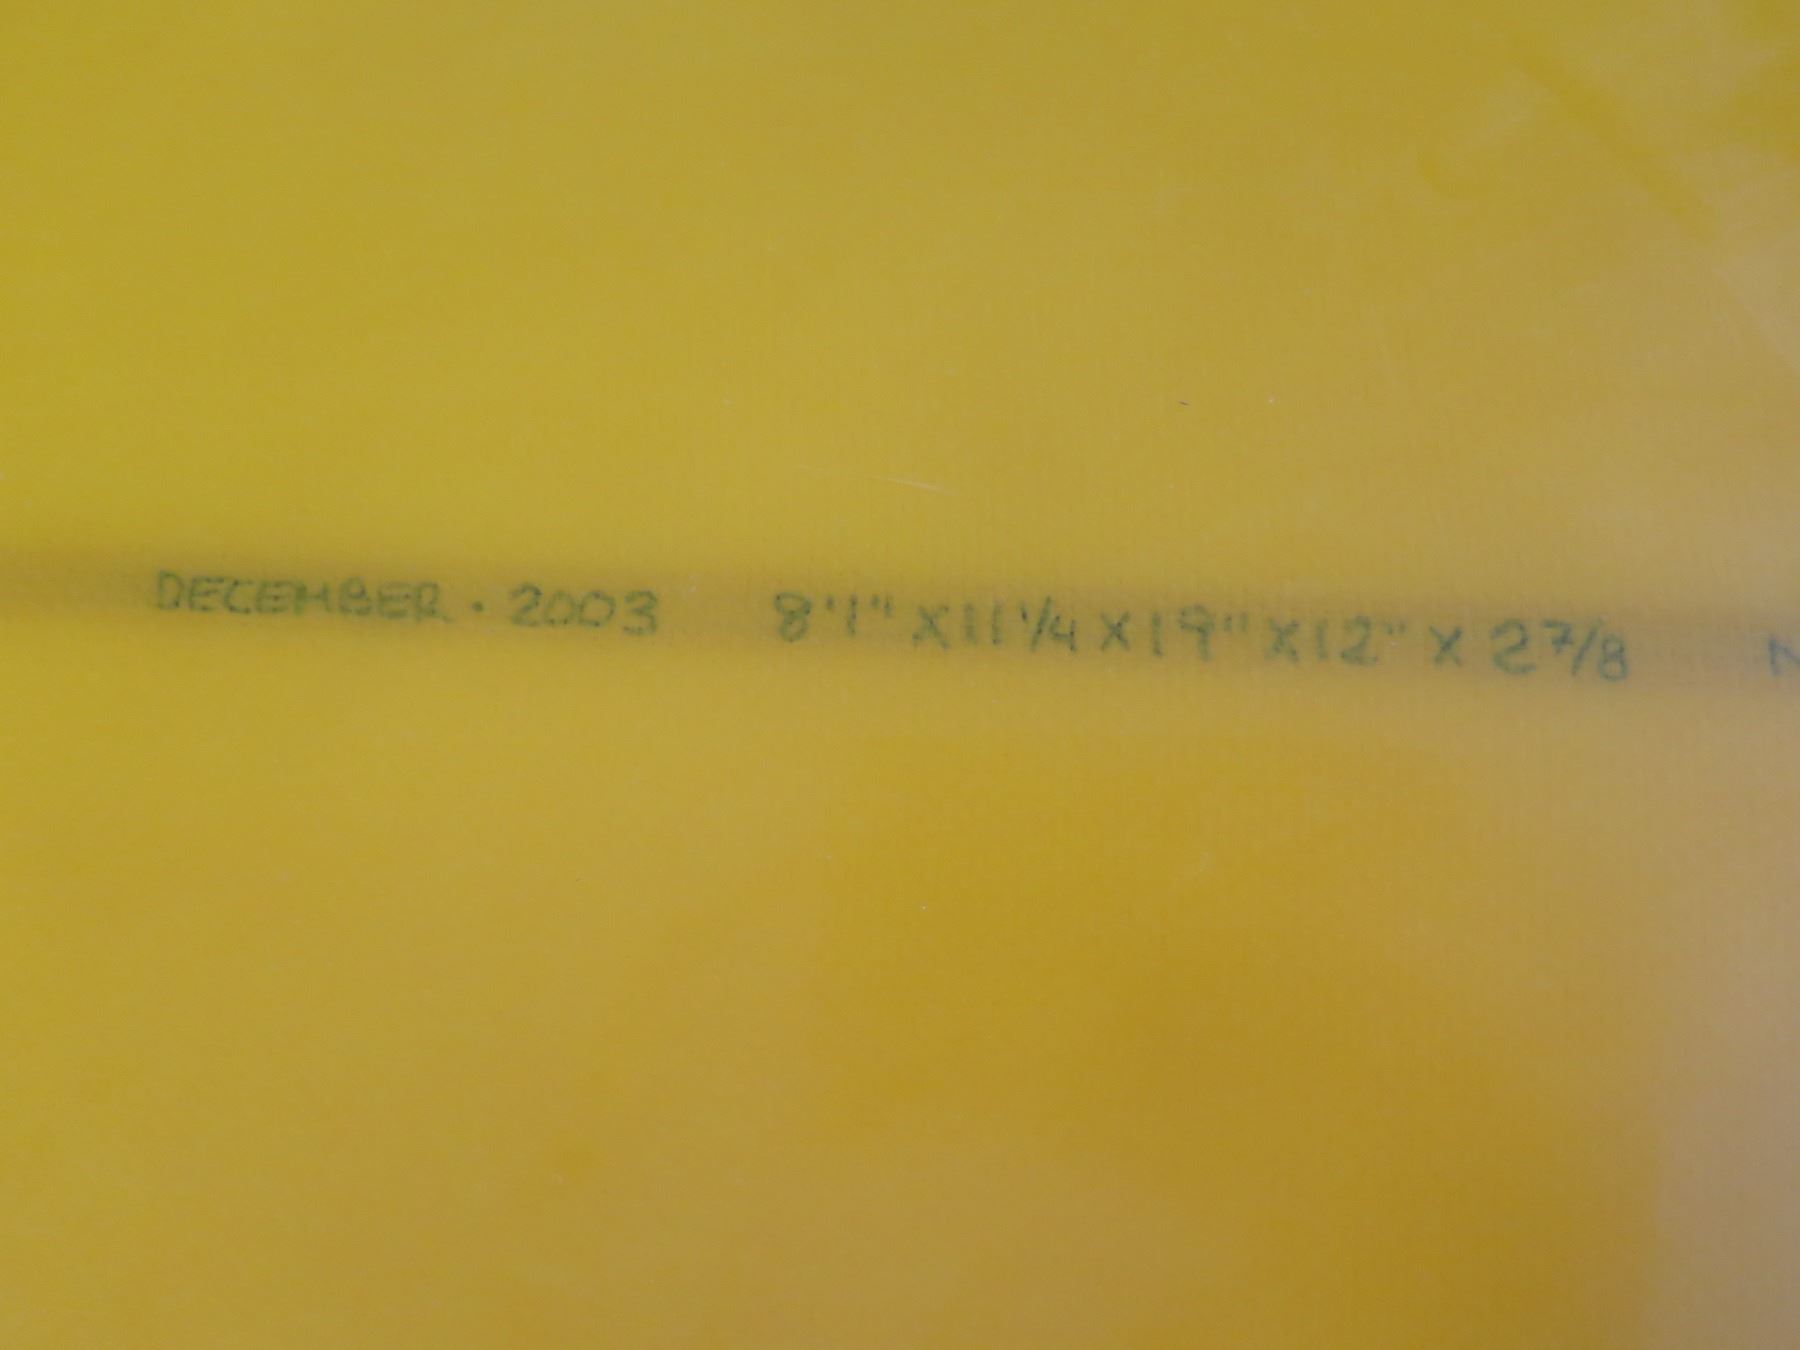 DECEMBER · 2003 8'1" X 11 1/4 X 19" X 12" X 2 7/8 N